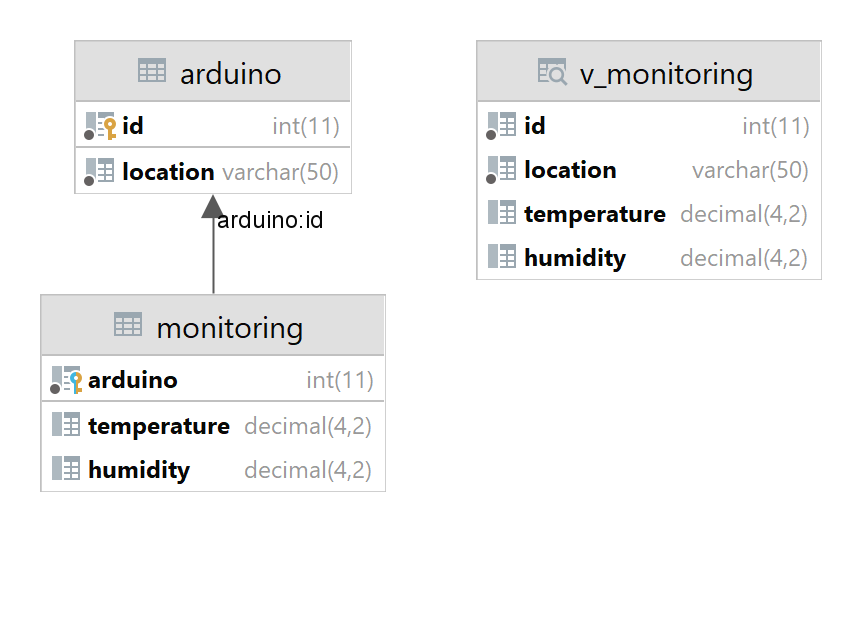 arduino
id int(11)
location varchar(50)
arduino:id
monitoring
arduino int(11)
temperature decimal(4,2)
humidity decimal(4,2)
v_monitoring
id int(11)
location varchar(50)
temperature decimal(4,2)
humidity decimal(4,2)